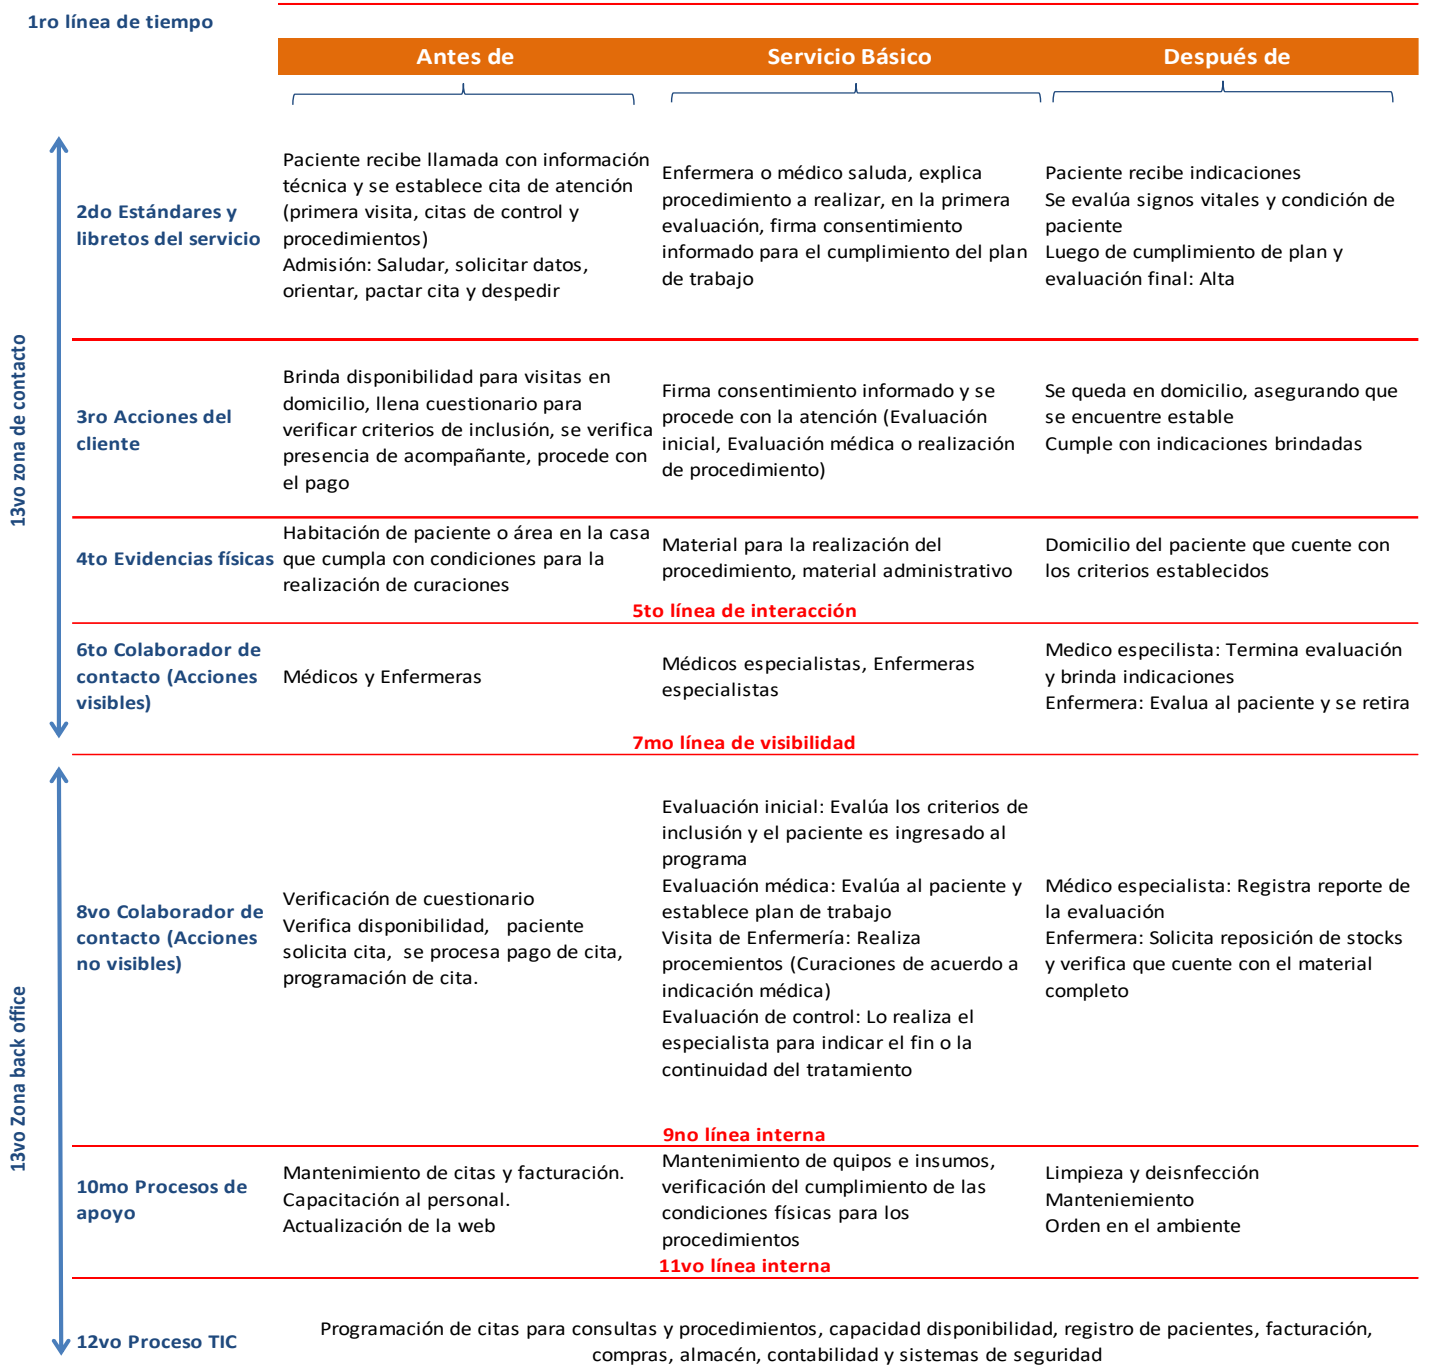 1ro línea de tiempo
Antes de
Servicio Básico
Después de
13vo zona de contacto
2do Estándares y
libretos del servicio
Paciente recibe llamada con información
técnica y se establece cita de atención
(primera visita, citas de control y
procedimientos)
Admisión: Saludar, solicitar datos,
orientar, pactar cita y despedir
Enfermera o médico saluda, explica
procedimiento a realizar, en la primera
evaluación, firma consentimiento
informado para el cumplimiento del plan
de trabajo
Paciente recibe indicaciones
Se evalúa signos vitales y condición de
paciente
Luego de cumplimiento de plan y
evaluación final: Alta
3ro Acciones del
cliente
Brinda disponibilidad para visitas en
domicilio, llena cuestionario para
verificar criterios de inclusión, se verifica
presencia de acompañante, procede con
el pago
Firma consentimiento informado y se
procede con la atención (Evaluación
inicial, Evaluación médica o realización
de procedimiento)
Se queda en domicilio, asegurando que
se encuentre estable
Cumple con indicaciones brindadas
4to Evidencias físicas
Habitación de paciente o área en la casa
que cumpla con condiciones para la
realización de curaciones
Material para la realización del
procedimiento, material administrativo
Domicilio del paciente que cuente con
los criterios establecidos
5to línea de interacción
6to Colaborador de
contacto (Acciones
visibles)
Médicos y Enfermeras
Médicos especialistas, Enfermeras
especialistas
Medico especilista: Termina evaluación
y brinda indicaciones
Enfermera: Evalua al paciente y se retira
7mo línea de visibilidad
13vo Zona back office
8vo Colaborador de
contacto (Acciones
no visibles)
Verificación de cuestionario
Verifica disponibilidad, paciente
solicita cita, se procesa pago de cita,
programación de cita.
Evaluación inicial: Evalúa los criterios de
inclusión y el paciente es ingresado al
programa
Evaluación médica: Evalúa al paciente y
establece plan de trabajo
Visita de Enfermería: Realiza
procemientos (Curaciones de acuerdo a
indicación médica)
Evaluación de control: Lo realiza el
especialista para indicar el fin o la
continuidad del tratamiento
Médico especialista: Registra reporte de
la evaluación
Enfermera: Solicita reposición de stocks
y verifica que cuente con el material
completo
9no línea interna
10mo Procesos de
apoyo
Mantenimiento de citas y facturación.
Capacitación al personal.
Actualización de la web
Mantenimiento de quipos e insumos,
verificación del cumplimiento de las
condiciones físicas para los
procedimientos
Limpieza y deisnfección
Manteniemiento
Orden en el ambiente
11vo línea interna
12vo Proceso TIC
Programación de citas para consultas y procedimientos, capacidad disponibilidad, registro de pacientes, facturación,
compras, almacén, contabilidad y sistemas de seguridad